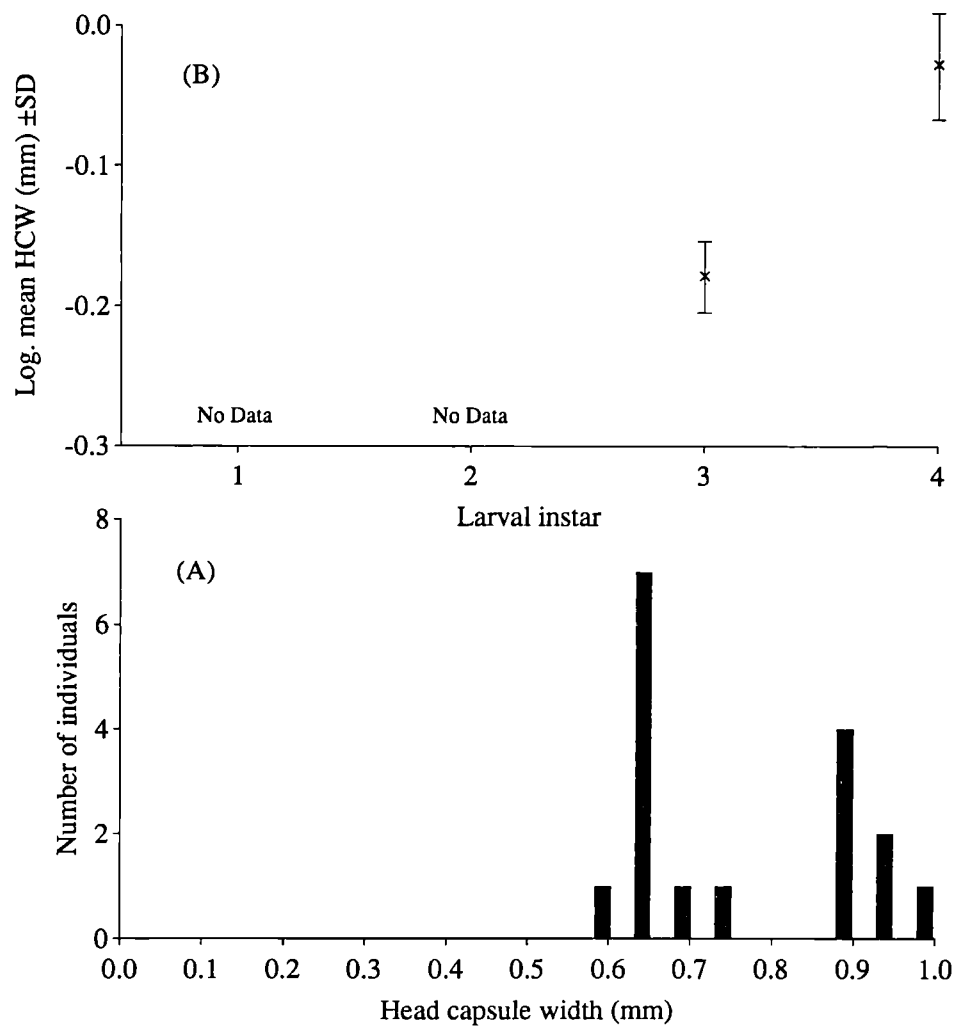 0.0
(B)
-0.1
-0.2
-0.3
Log. mean HCW (mm) ±SD
No Data
No Data
1 2 3 4
Larval instar
8
(A)
6
4
2
0
Number of individuals
0.0 0.1 0.2 0.3 0.4 0.5 0.6 0.7 0.8 0.9 1.0
Head capsule width (mm)